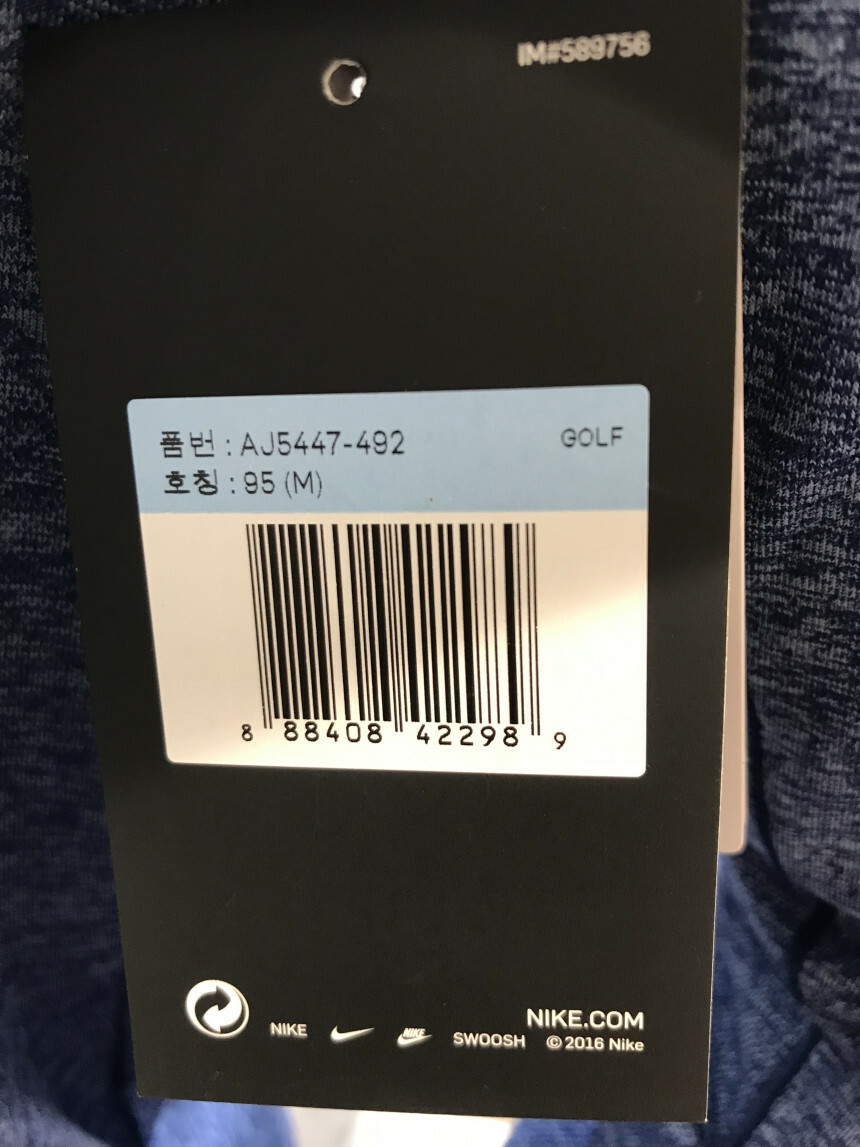 IM#589756
품번 : AJ5447-492
GOLF
호칭 : 95 (M)
8 88408 42298 9
NIKE.COM
NIKE NIKE SWOOSH © 2016 Nike